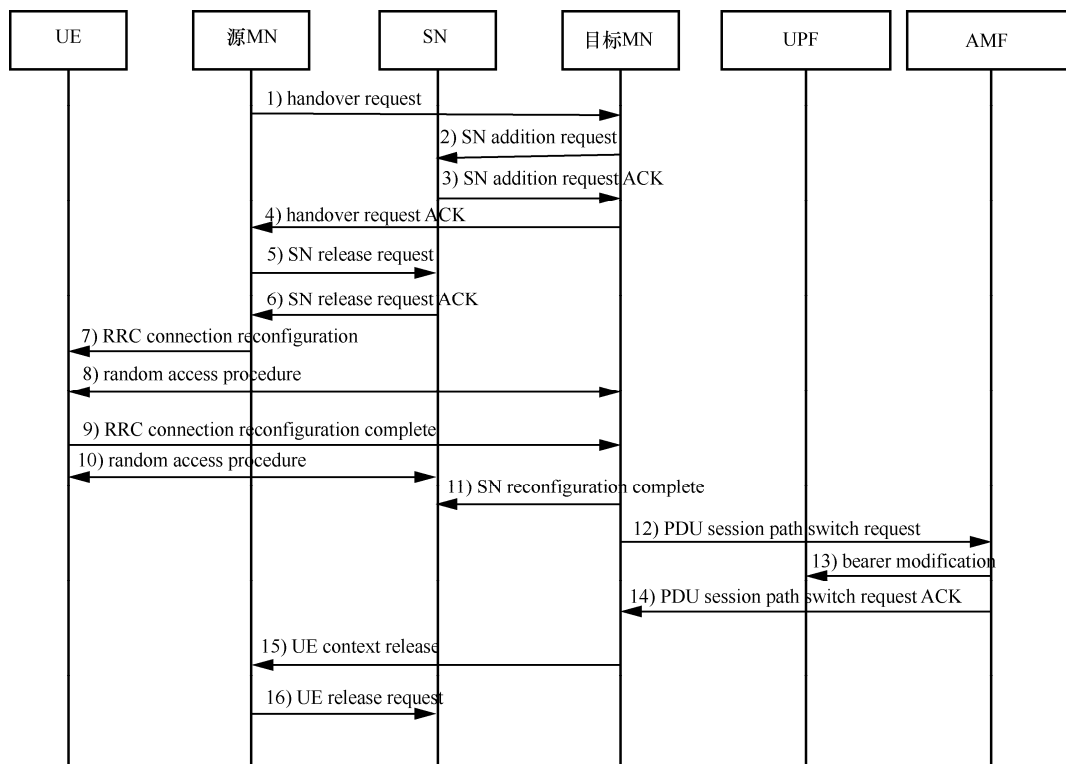 UE
源MN
SN
目标MN
UPF
AMF
1) handover request
2) SN addition request
3) SN addition request ACK
4) handover request ACK
5) SN release request
6) SN release request ACK
7) RRC connection reconfiguration
8) random access procedure
9) RRC connection reconfiguration complete
10) random access procedure
11) SN reconfiguration complete
12) PDU session path switch request
13) bearer modification
14) PDU session path switch request ACK
15) UE context release
16) UE release request